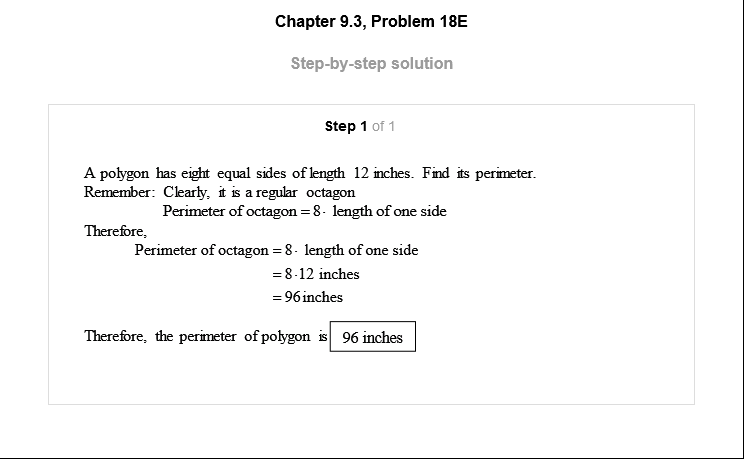 Chapter 9.3, Problem 18E
Step-by-step solution
Step 1 of 1
A polygon has eight equal sides of length 12 inches. Find its perimeter.
Remember: Clearly, it is a regular octagon
Perimeter of octagon = 8 · length of one side
Therefore,
Perimeter of octagon = 8 · length of one side
= 8 · 12 inches
= 96 inches
Therefore, the perimeter of polygon is 96 inches